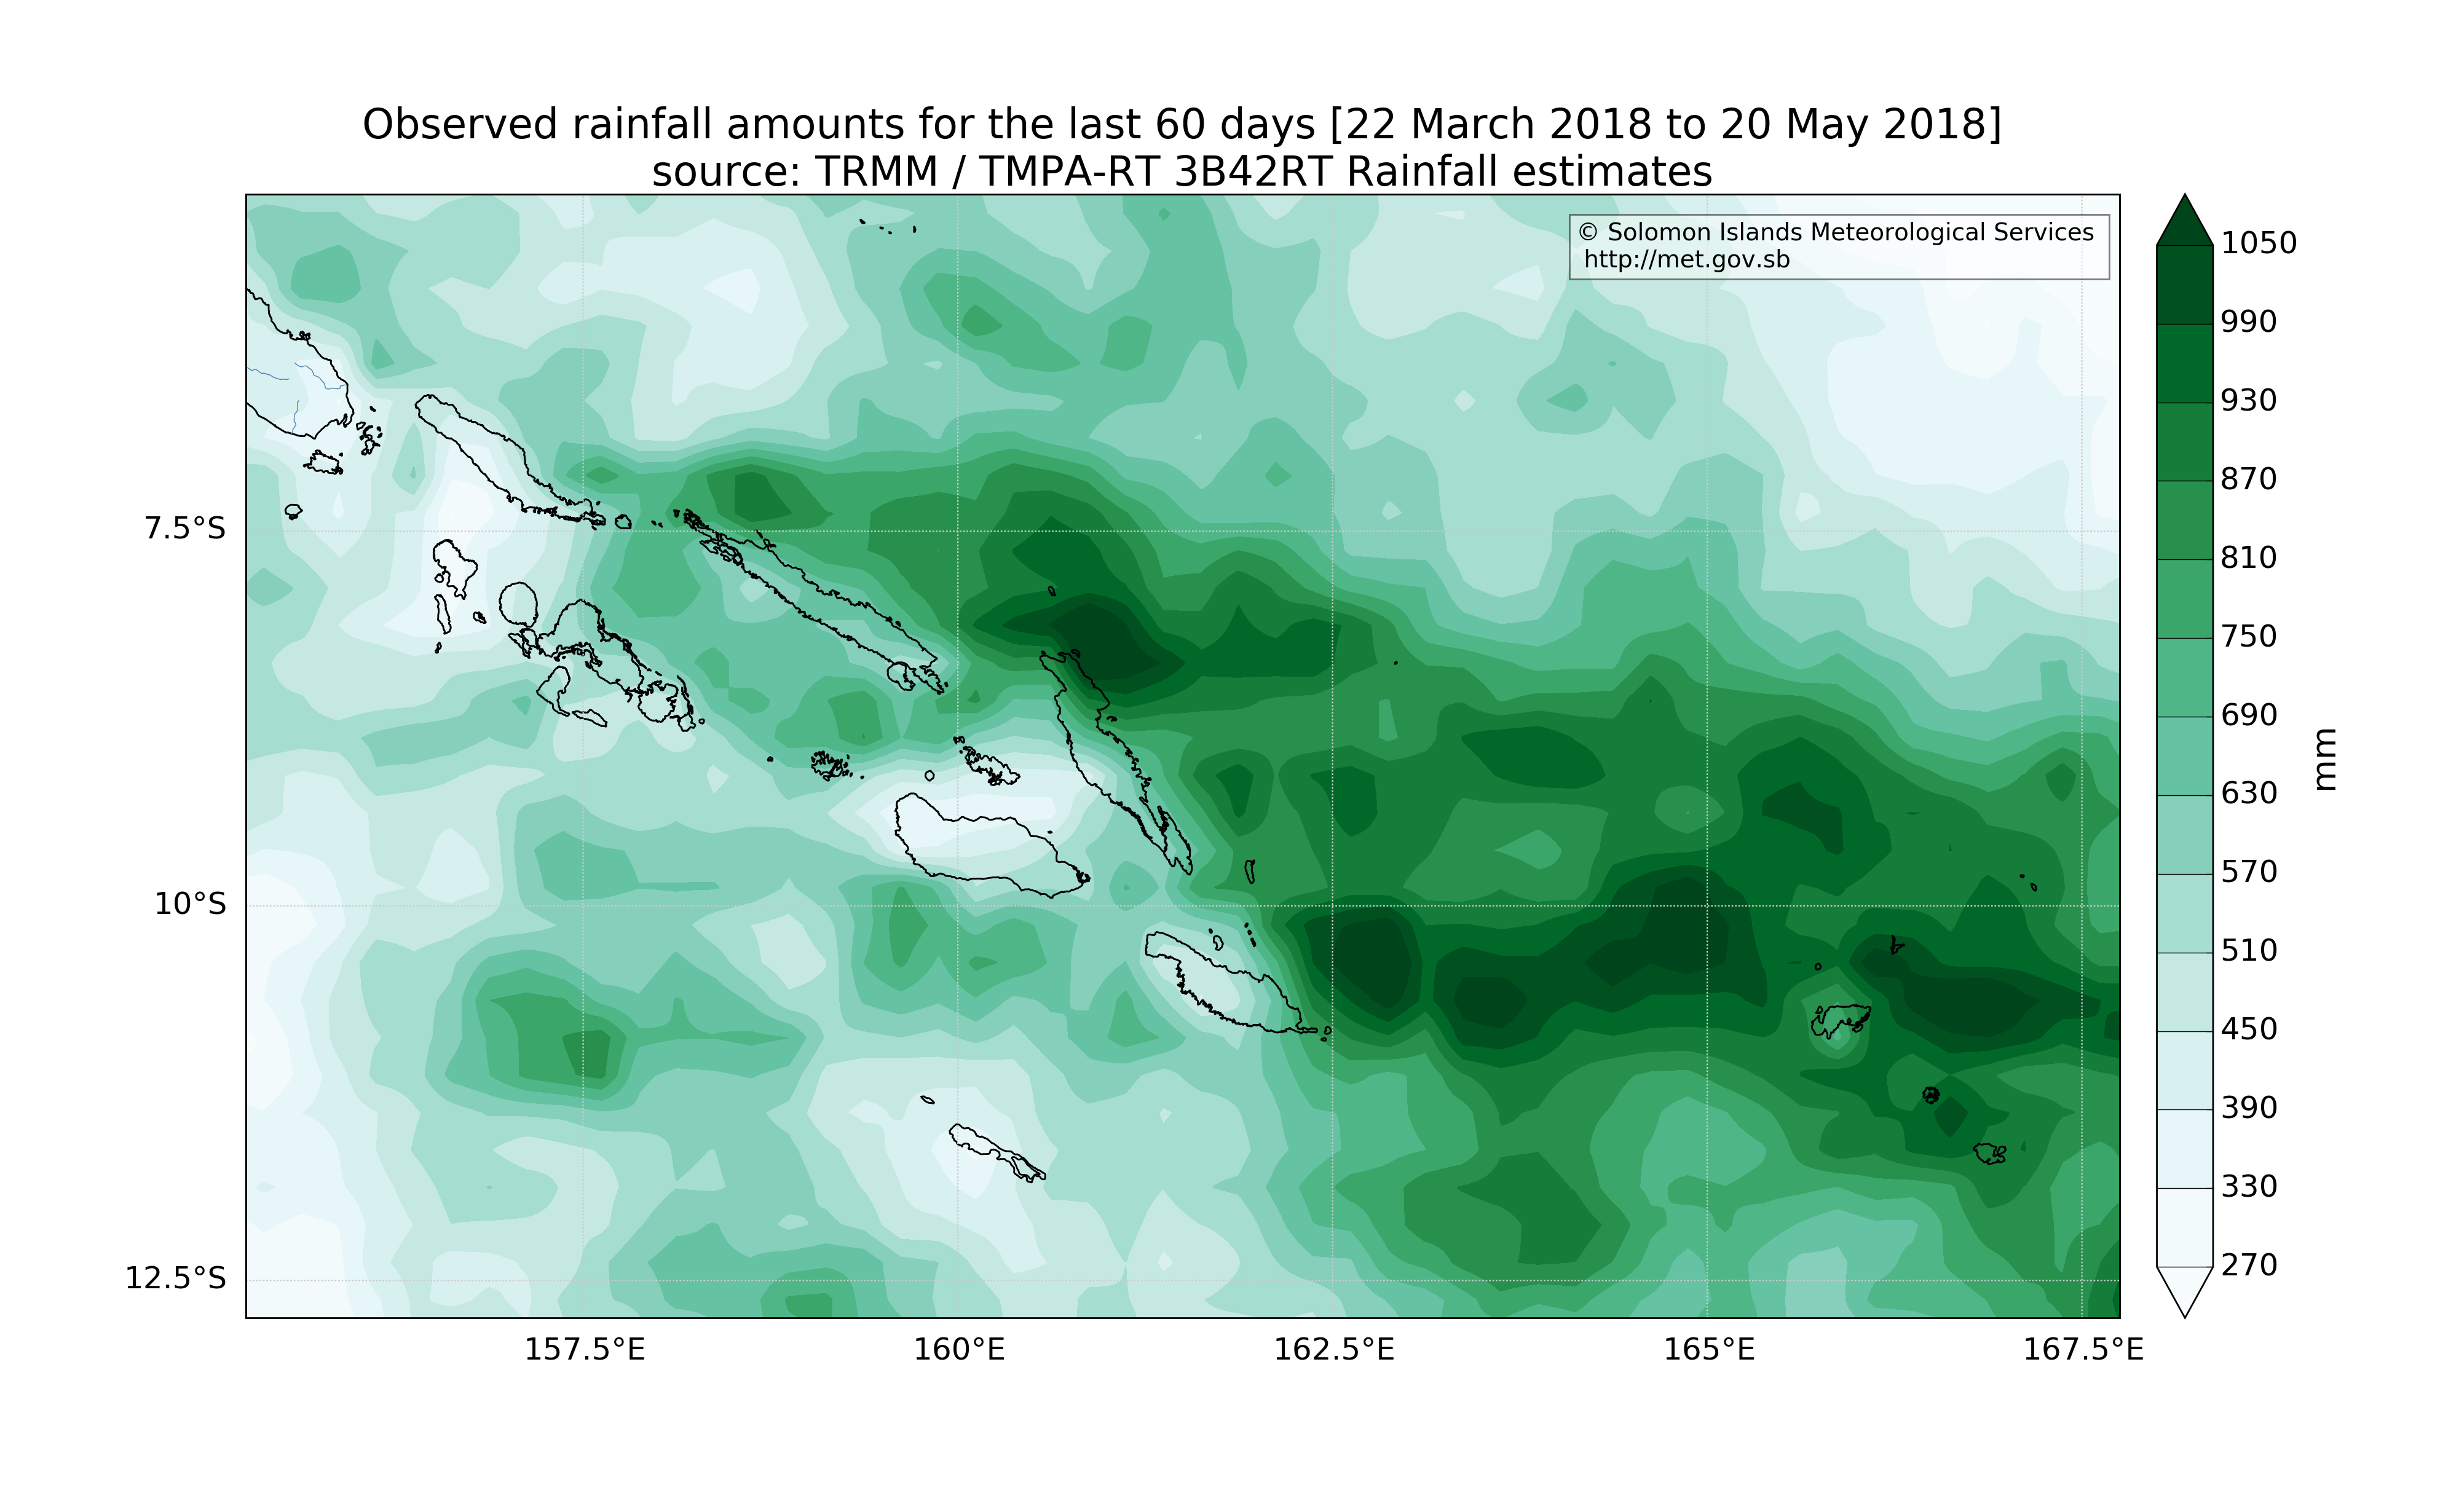 Observed rainfall amounts for the last 60 days [22 March 2018 to 20 May 2018]
source: TRMM / TMPA-RT 3B42RT Rainfall estimates
© Solomon Islands Meteorological Services
http://met.gov.sb
7.5°S
10°S
12.5°S
157.5°E
160°E
162.5°E
165°E
167.5°E
1050
990
930
870
810
750
690
630
570
510
450
390
330
270
mm